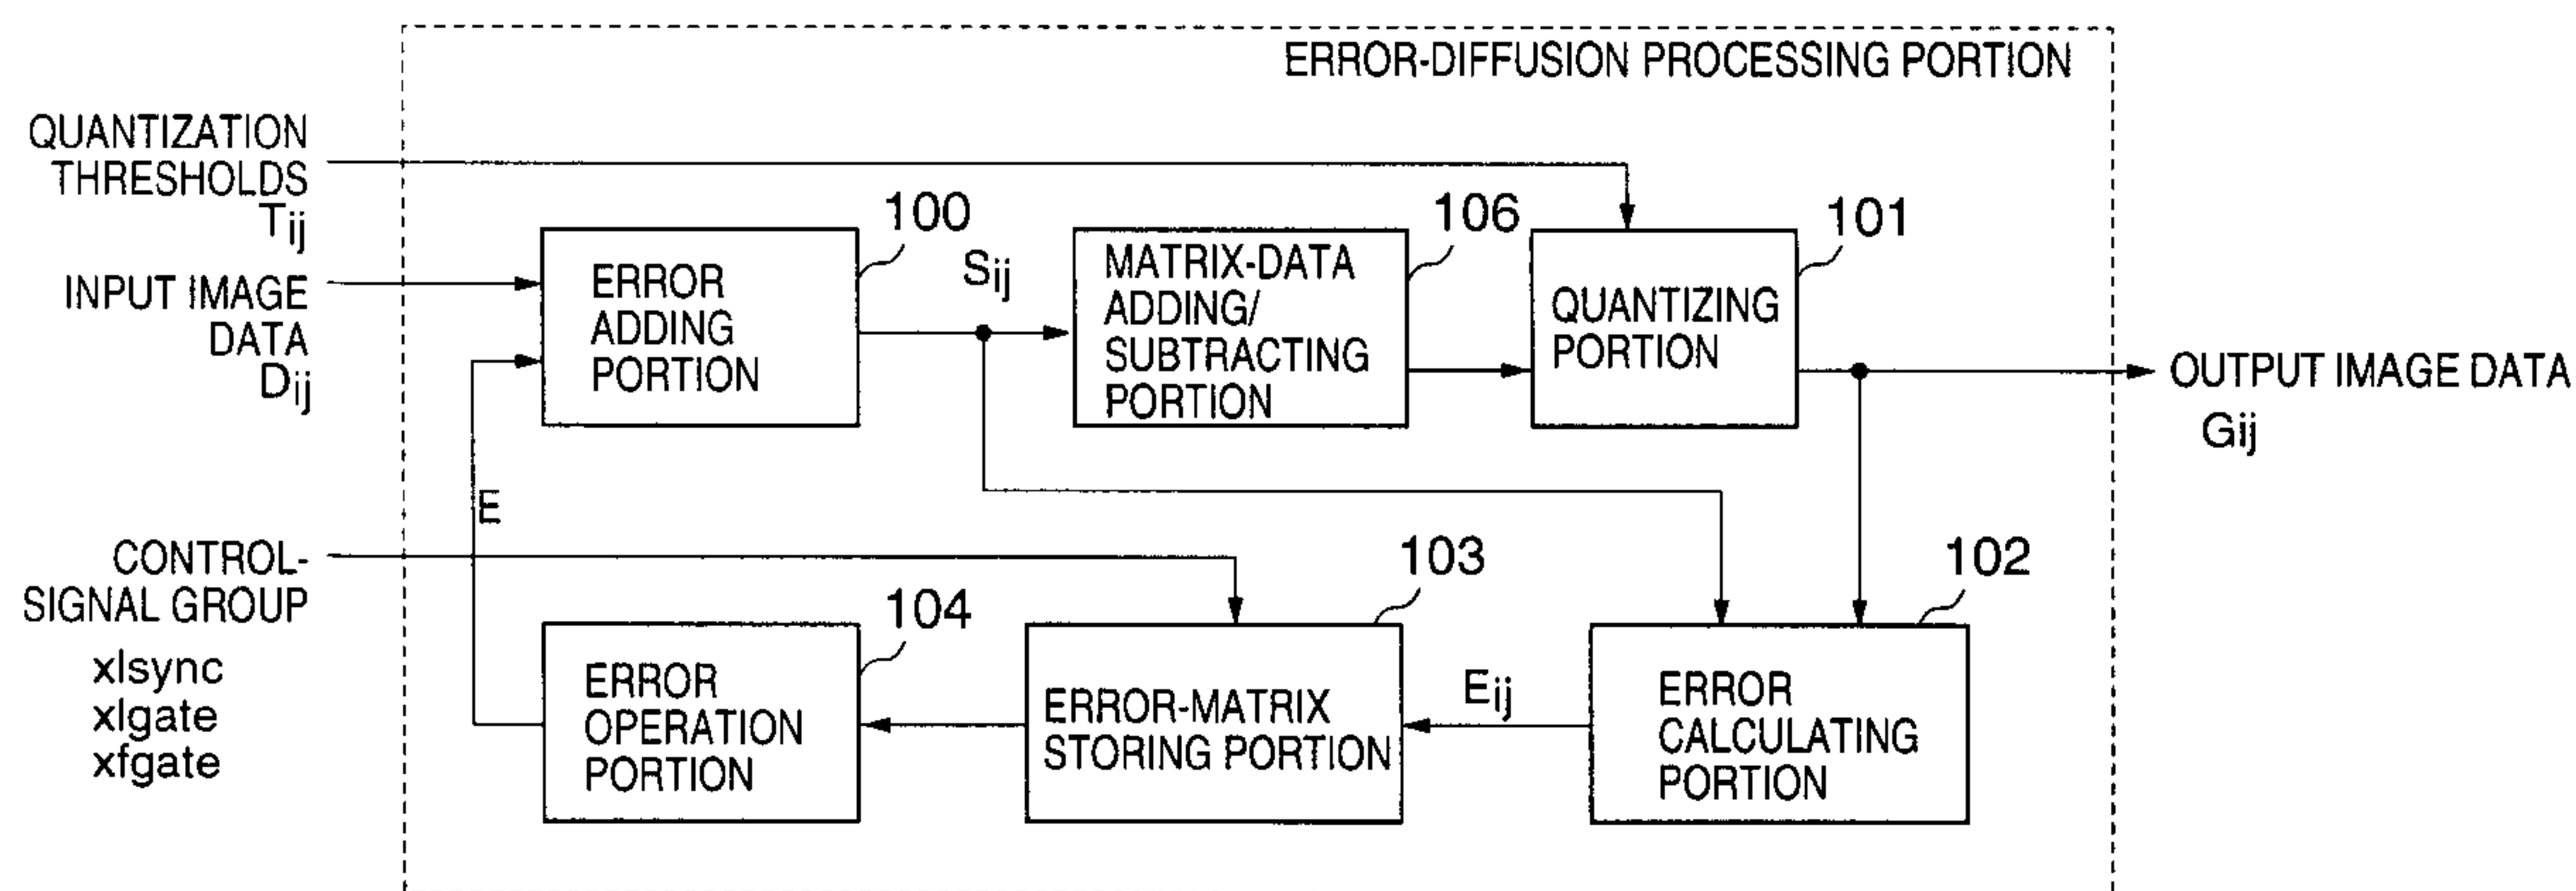 ERROR-DIFFUSION PROCESSING PORTION
QUANTIZATION
THRESHOLDS
Tij
INPUT IMAGE
DATA
Dij
100
ERROR
ADDING
PORTION
Sij
106
MATRIX-DATA
ADDING/
SUBTRACTING
PORTION
101
QUANTIZING
PORTION
OUTPUT IMAGE DATA
Gij
E
CONTROL-
SIGNAL GROUP
xlsync
xlgate
xfgate
104
ERROR
OPERATION
PORTION
103
ERROR-MATRIX
STORING PORTION
Eij
102
ERROR
CALCULATING
PORTION